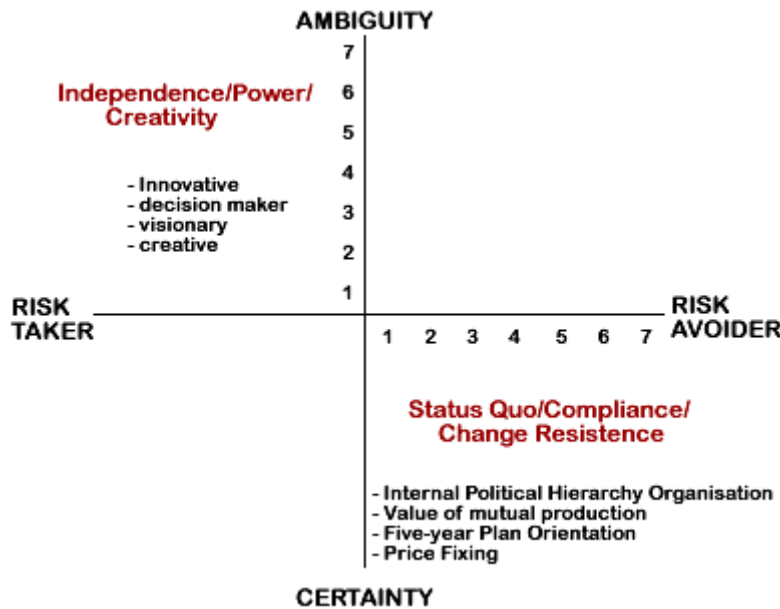 AMBIGUITY
7
Independence/Power/
Creativity
6
5
4
- Innovative
- decision maker
3
- visionary
- creative
2
1
RISK
TAKER
RISK
AVOIDER
1 2 3 4 5 6 7
Status Quo/Compliance/
Change Resistence
- Internal Political Hierarchy Organisation
- Value of mutual production
- Five-year Plan Orientation
- Price Fixing
CERTAINTY